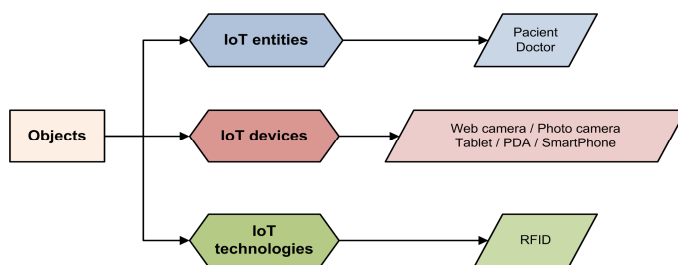 IoT entities
Pacient
Doctor
Objects
IoT devices
Web camera / Photo camera
Tablet / PDA / SmartPhone
IoT
technologies
RFID